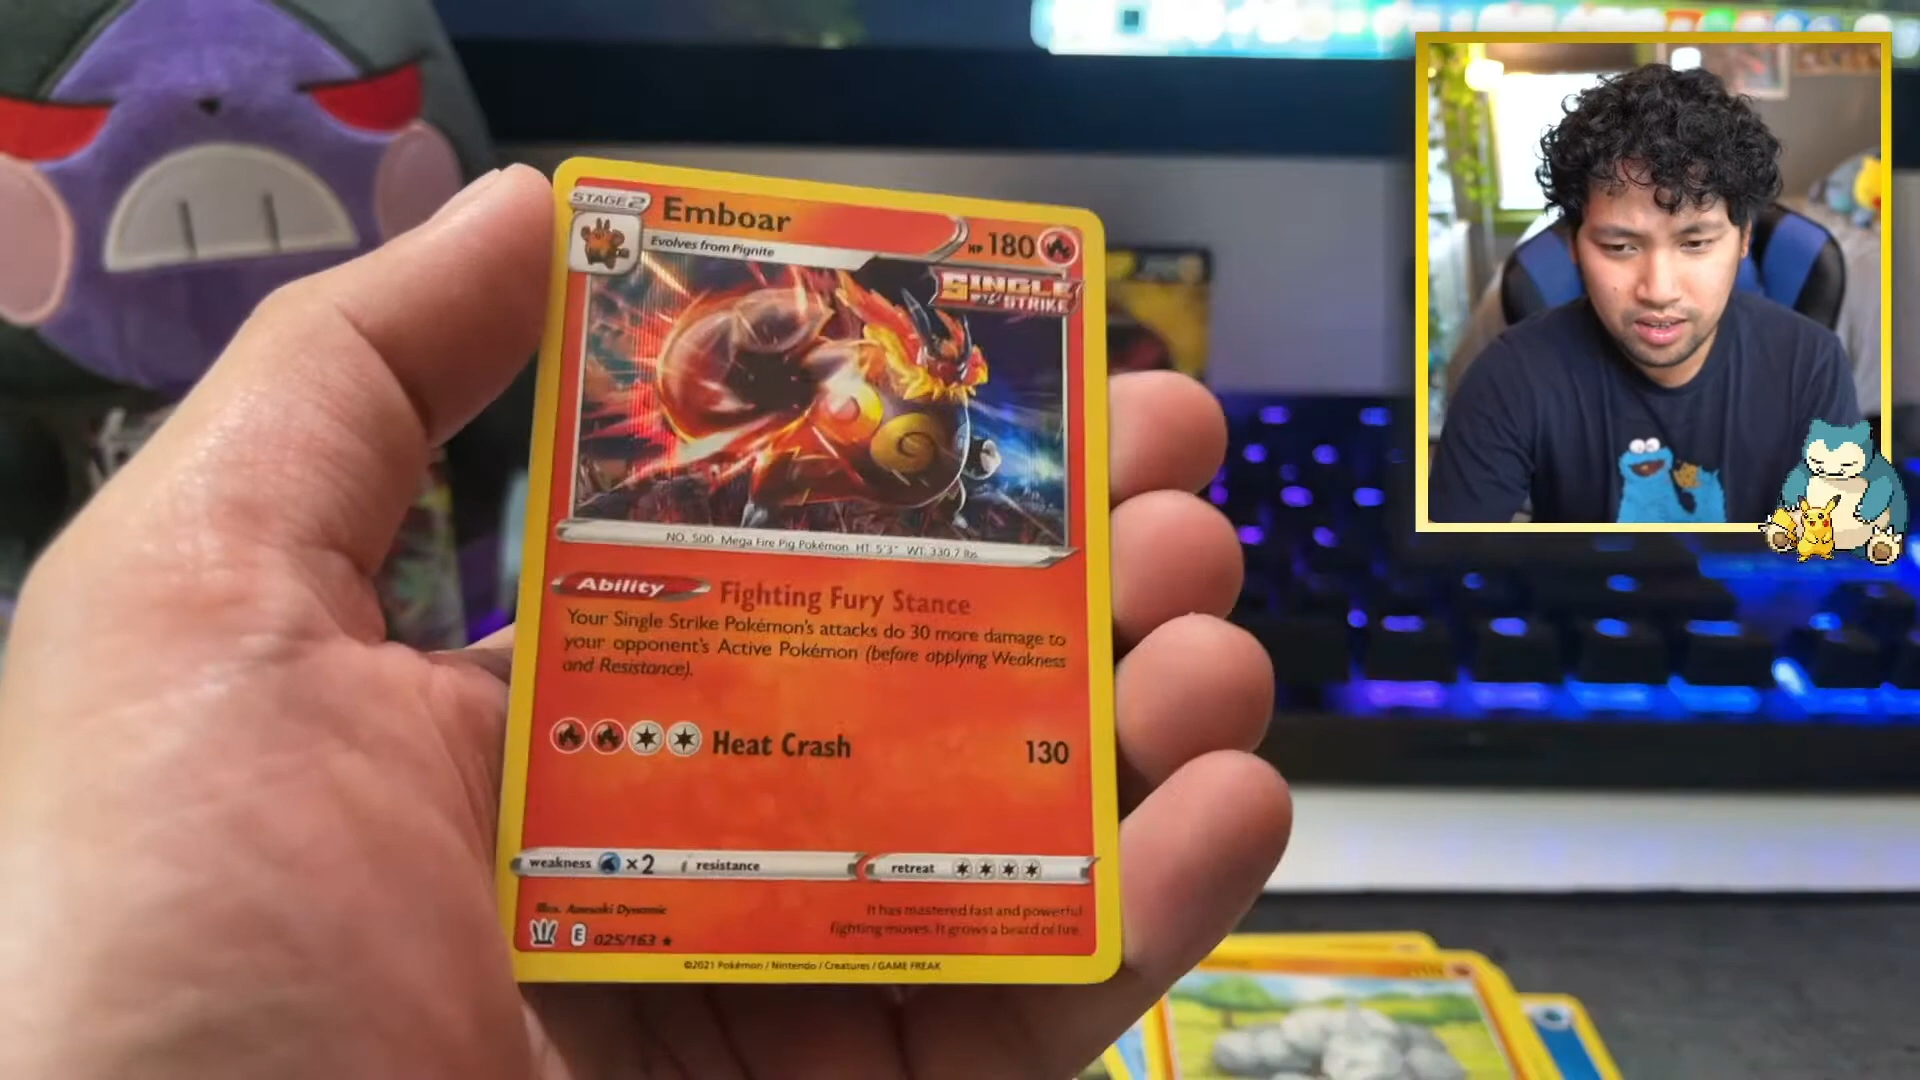 STAGE 2
Emboar
Evolves from Pignite
HP 180
SINGLE
STRIKE
NO. 500 Mega Fire Pig Pokémon HT: 5'3" WT: 330.7 lbs.
Ability Fighting Fury Stance
Your Single Strike Pokémon's attacks do 30 more damage to
your opponent's Active Pokémon (before applying Weakness
and Resistance).
Heat Crash 130
weakness ×2 resistance retreat
Illus. Anesaki Dynamic
It has mastered fast and powerful
fighting moves. It grows a beard of fire.
E 025/163 ★
©2021 Pokémon / Nintendo / Creatures / GAME FREAK